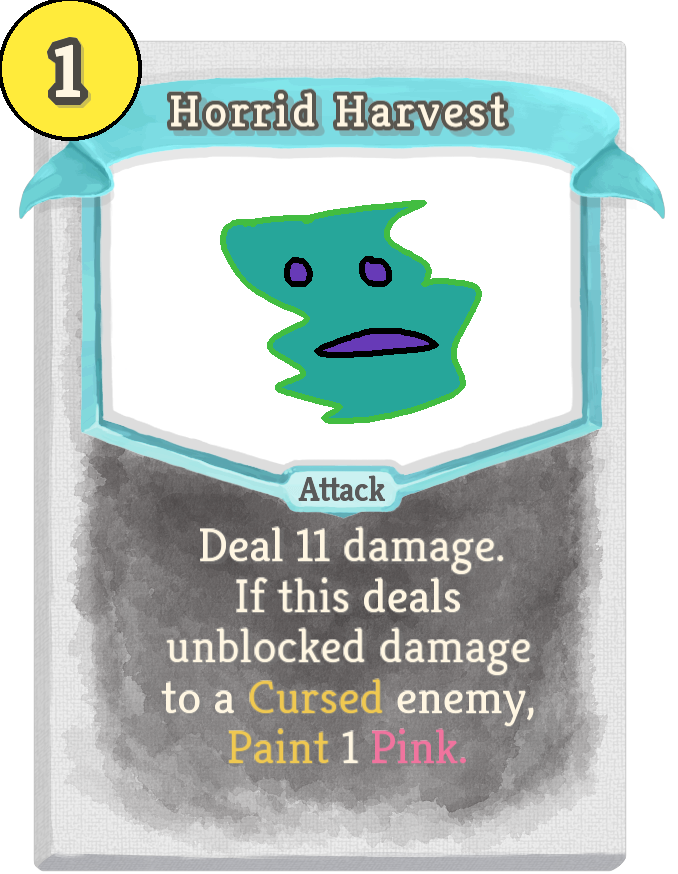 1
Horrid Harvest
Attack
Deal 11 damage.
If this deals
unblocked damage
to a Cursed enemy,
Paint 1 Pink.